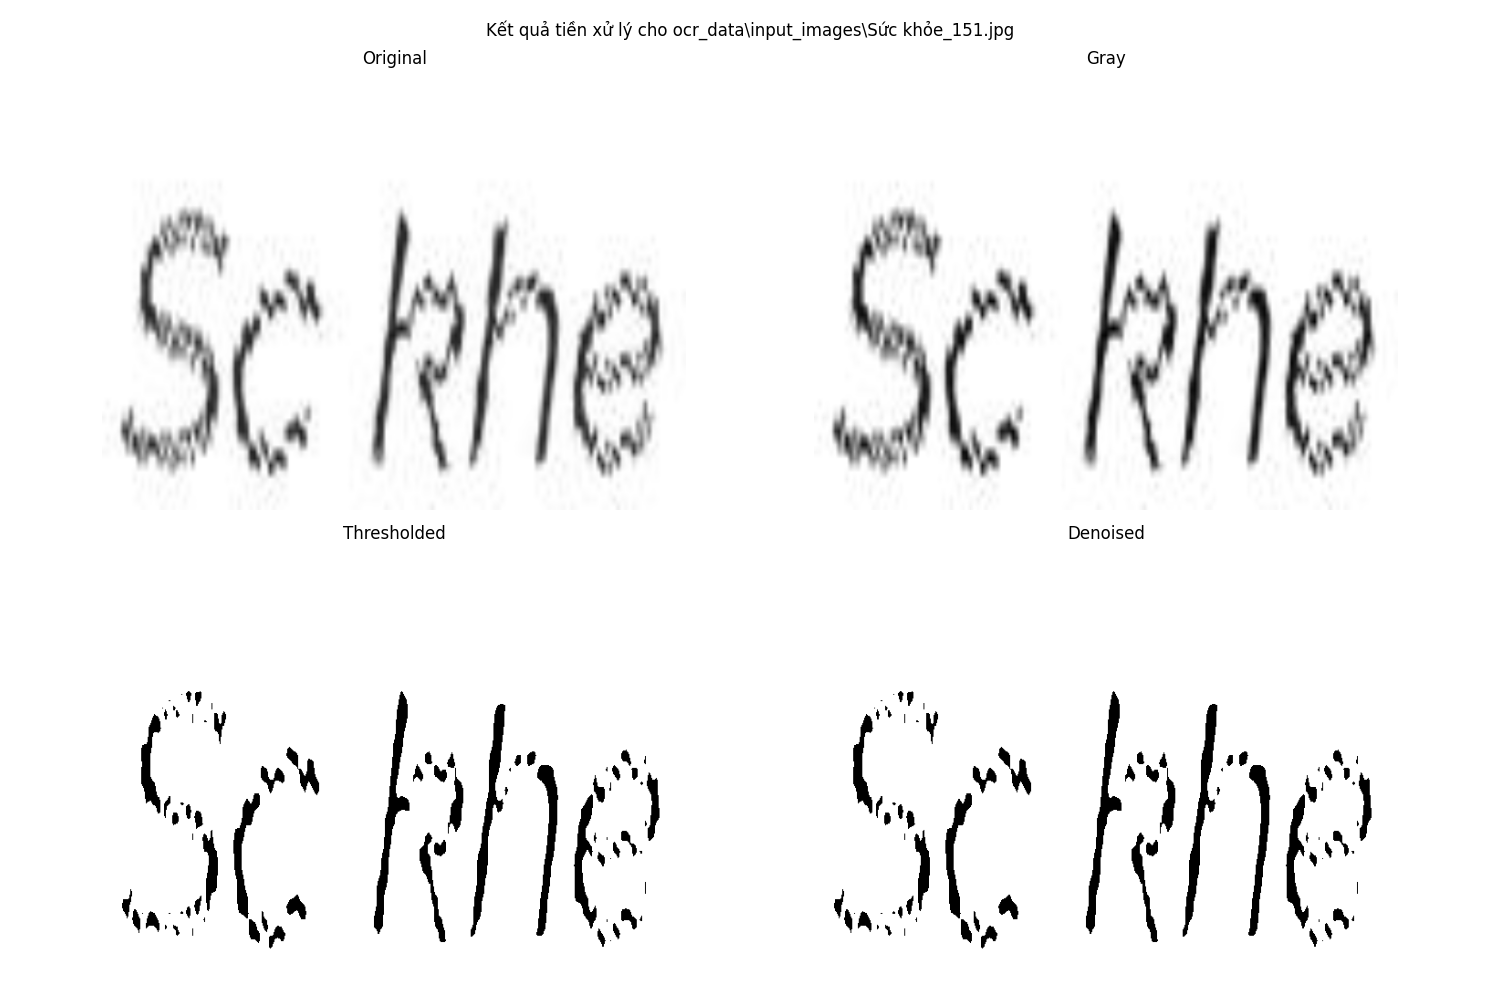 Kết quả tiền xử lý cho ocr_data\input_images\Sức khỏe_151.jpg
Original
Gray
Sc khe
Sc khe
Thresholded
Denoised
Sc khe
Sc khe